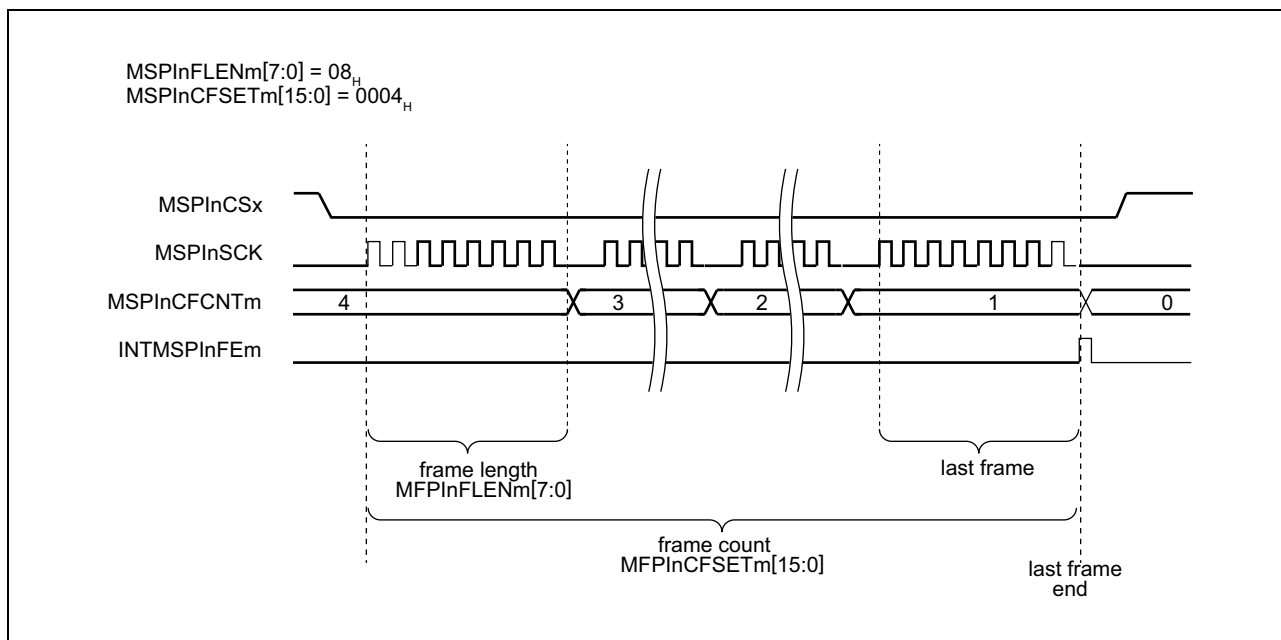 MSPInFLENm[7:0] = 08H
MSPInCFSETm[15:0] = 0004H
MSPInCSx
MSPInSCK
MSPInCFCNTm 4 3 2 1 0
INTMSPInFEm
frame length
MFPInFLENm[7:0]
last frame
frame count
MFPInCFSETm[15:0]
last frame
end